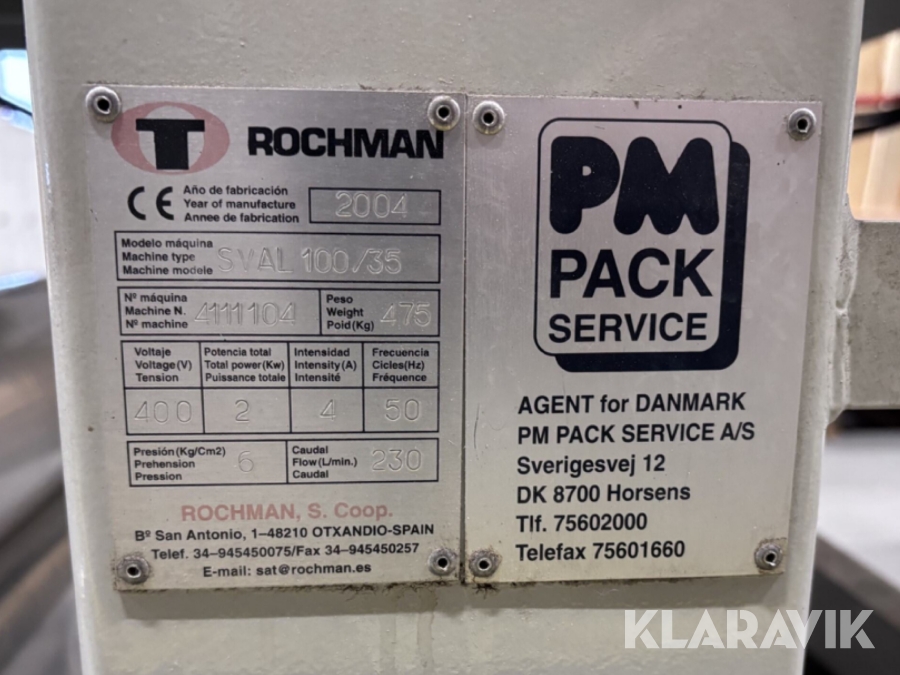 T ROCHMAN
CE
Año de fabricación
Year of manufacture
Annee de fabrication
2004
Modelo máquina
Machine type
Machine modele
SVAL 100/35
Nº máquina
Machine N.
Nº machine
4111104
Peso
Weight
Poid(Kg)
475
Voltaje
Voltage(V)
Tension
400
Potencia total
Total power(Kw)
Puissance totale
2
Intensidad
Intensity(A)
Intensité
4
Frecuencia
Cicles(Hz)
Fréquence
50
Presión(Kg/Cm2)
Prehension
Pression
6
Caudal
Flow(L/min.)
Caudal
230
ROCHMAN, S. Coop.
Bº San Antonio, 1–48210 OTXANDIO-SPAIN
Telef. 34–945450075/Fax 34–945450257
E-mail: sat@rochman.es
PM
PACK
SERVICE
AGENT for DANMARK
PM PACK SERVICE A/S
Sverigesvej 12
DK 8700 Horsens
Tlf. 75602000
Telefax 75601660
KLARAVIK